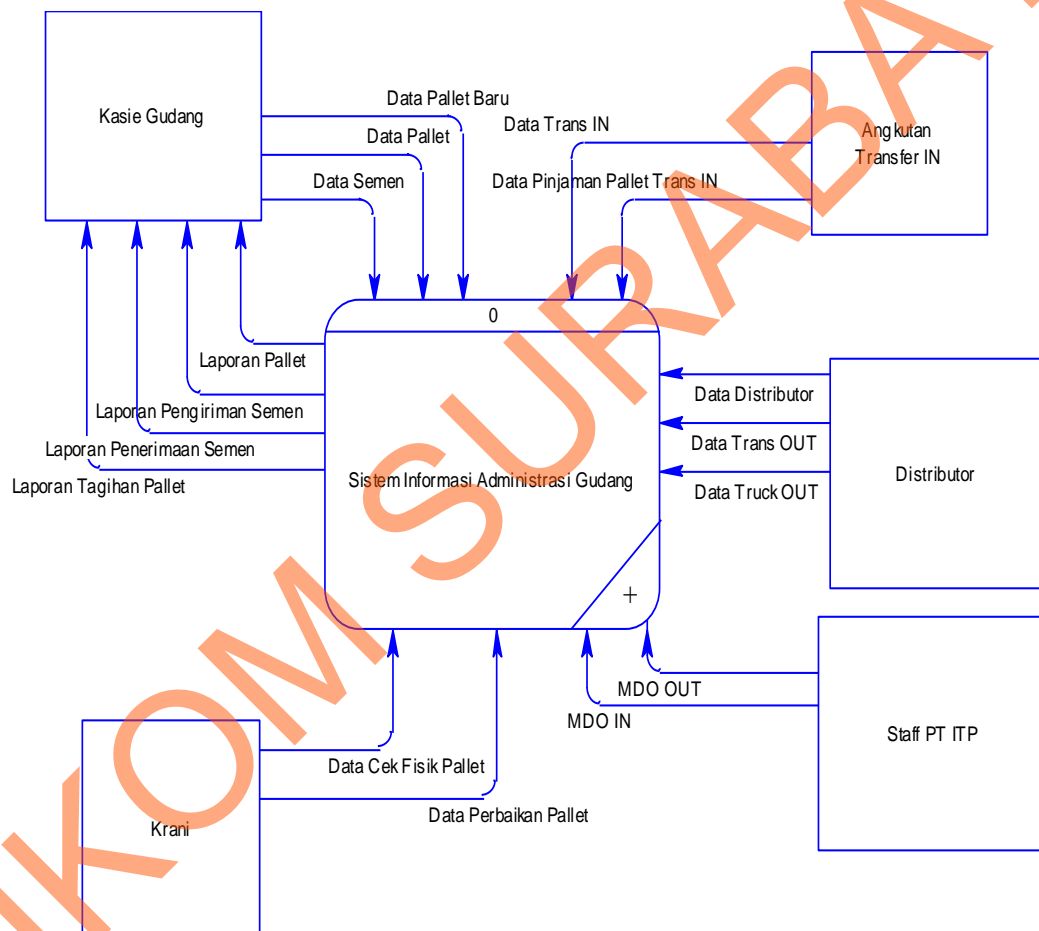 Kasie Gudang
Data Pallet Baru
Data Pallet
Data Semen
Data Trans IN
Data Pinjaman Pallet Trans IN
Angkutan
Transfer IN
0
Laporan Pallet
Laporan Pengiriman Semen
Laporan Penerimaan Semen
Laporan Tagihan Pallet
Sistem Informasi Administrasi Gudang
+
Data Distributor
Data Trans OUT
Data Truck OUT
Distributor
MDO OUT
MDO IN
Staff PT ITP
Krani
Data Cek Fisik Pallet
Data Perbaikan Pallet
IKOM SURABA